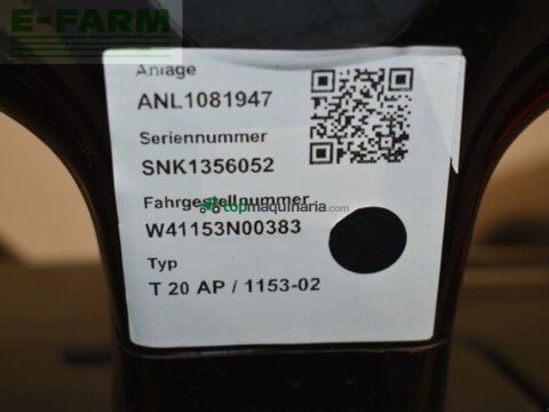 E-FARM
Anlage
ANL1081947
Seriennummer
SNK1356052
Fahrgestellnummer
topmaquinaria.com
W41153N00383
Typ
T 20 AP / 1153-02